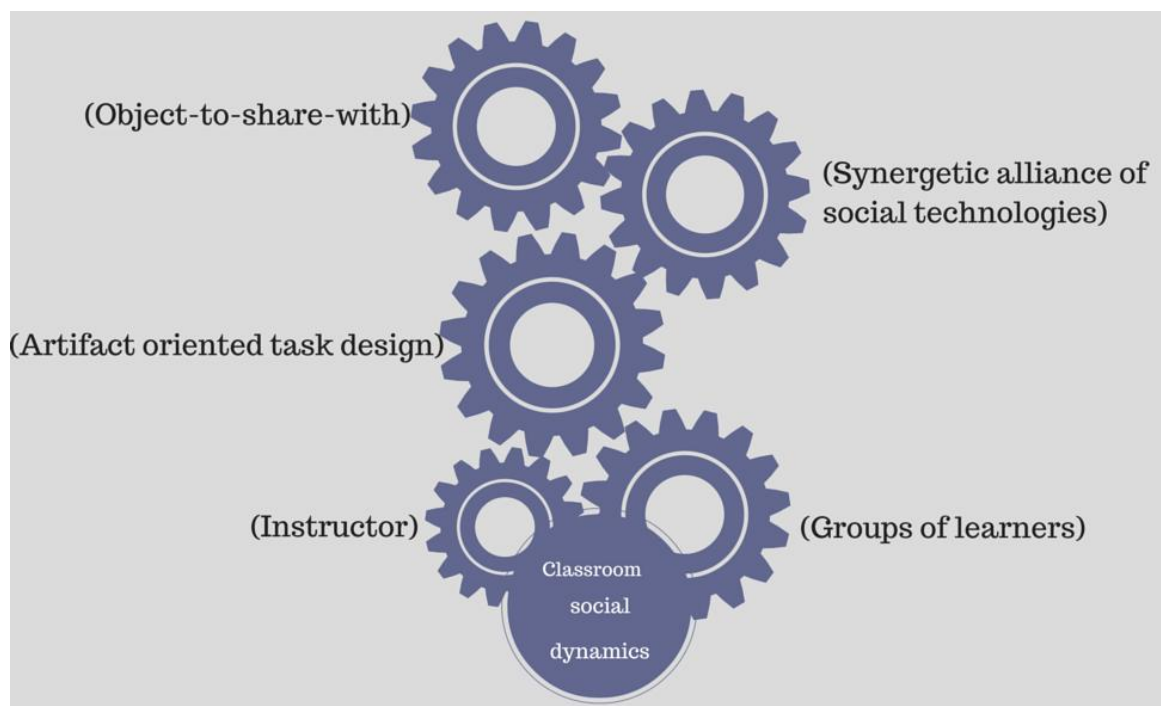 (Object-to-share-with)
(Synergetic alliance of
social technologies)
(Artifact oriented task design)
(Instructor)
(Groups of learners)
Classroom
social
dynamics